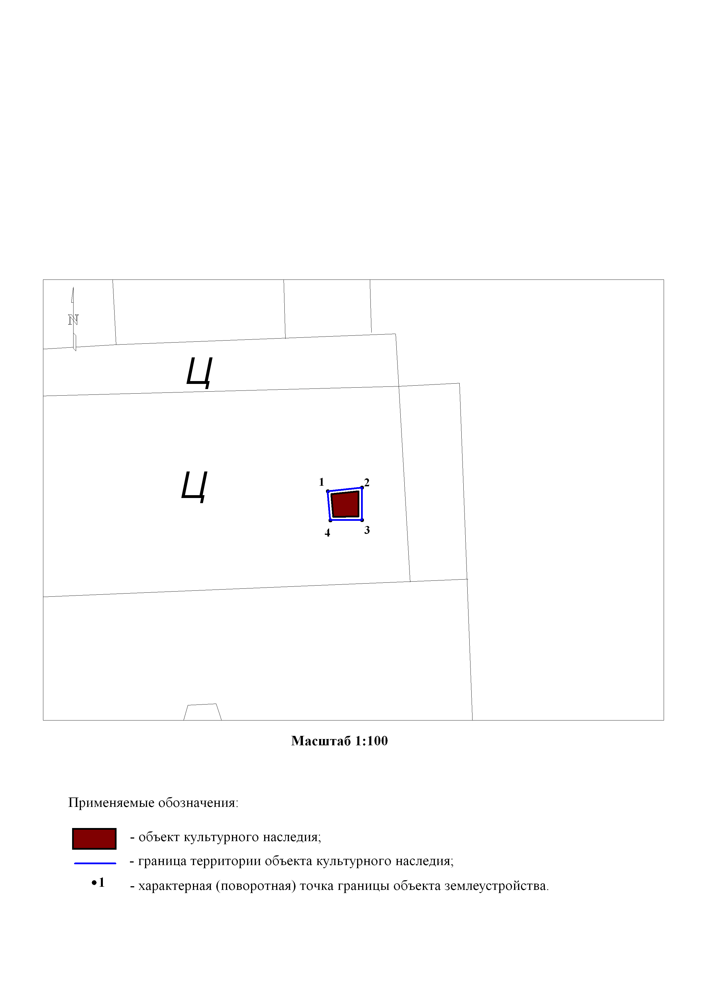 N
Ц
Ц
1
2
4
3
Масштаб 1:100
Применяемые обозначения:
- объект культурного наследия;
- граница территории объекта культурного наследия;
1 - характерная (поворотная) точка границы объекта землеустройства.